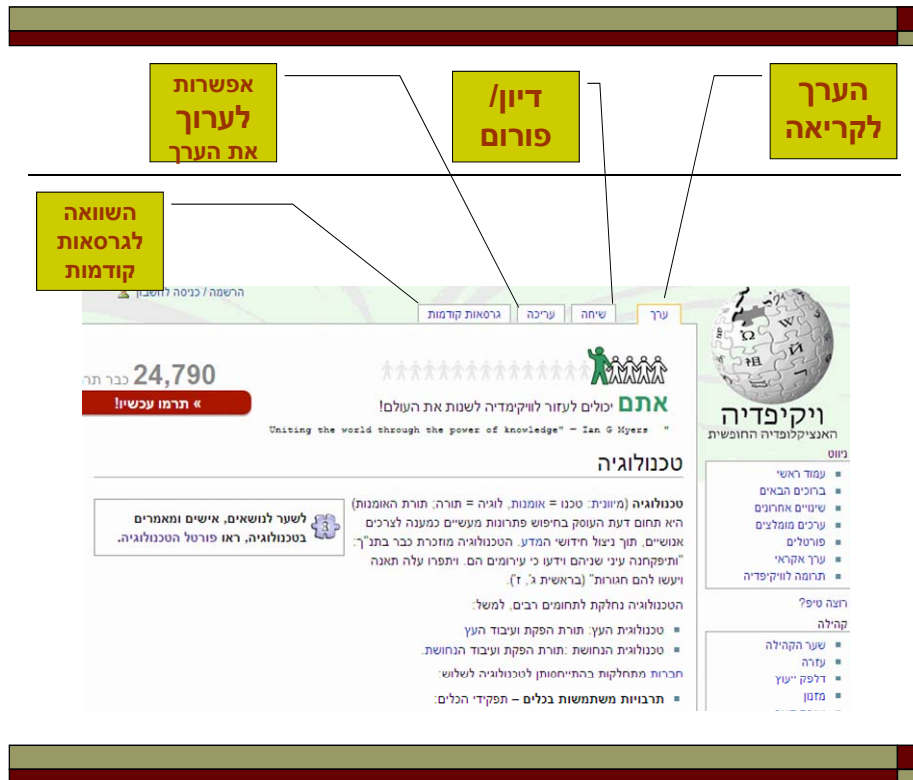 הערך
לקריאה
דיון/
פורום
אפשרות
לערוך
את הערך
השוואה
לגרסאות
קודמות
הרשמה / כניסה לחשבון
ערך
שיחה
עריכה
גרסאות קודמות
ויקיפדיה
האנציקלופדיה החופשית
ניווט
עמוד ראשי
ברוכים הבאים
שינויים אחרונים
ערכים מומלצים
פורטלים
ערך אקראי
תרומה לוויקיפדיה
רוצה טיפ?
קהילה
שער הקהילה
עזרה
דלפק ייעוץ
מזנון
24,790 כבר תר
» תרמו עכשיו!
אתם יכולים לעזור לוויקימדיה לשנות את העולם!
Uniting the world through the power of knowledge" — Ian G Myers "
טכנולוגיה
טכנולוגיה (מיוונית: טכנו = אומנות, לוגיה = תורה; תורת האומנות)
היא תחום דעת העוסק בחיפוש פתרונות מעשיים כמענה לצרכים
אנושיים, תוך ניצול חידושי המדע. הטכנולוגיה מוזכרת כבר בתנ"ך:
"ותיפקחנה עיני שניהם וידעו כי עירומים הם. ויתפרו עלה תאנה
ויעשו להם חגורות" (בראשית ג', ז').
לשער לנושאים, אישים ומאמרים
בטכנולוגיה, ראו פורטל הטכנולוגיה.
הטכנולוגיה נחלקת לתחומים רבים, למשל:
טכנולוגית העץ: תורת הפקת ועיבוד העץ
טכנולוגית הנחושת :תורת הפקת ועיבוד הנחושת.
חברות מתחלקות בהתייחסותן לטכנולוגיה לשלוש:
תרבויות משתמשות בכלים – תפקידי הכלים: